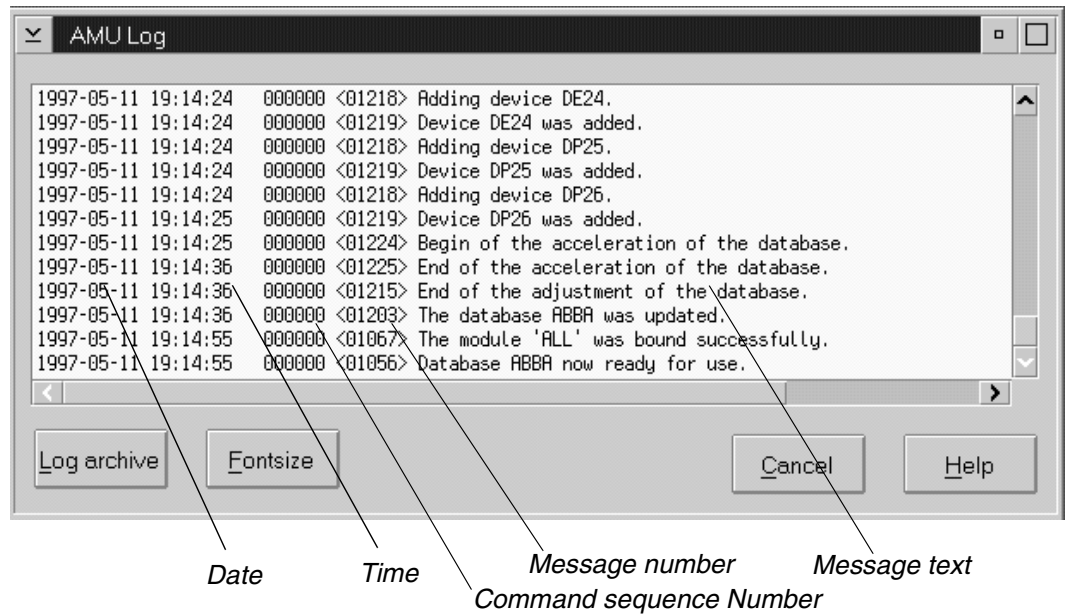 AMU Log
1997-05-11 19:14:24 000000 <01218> Adding device DE24.
1997-05-11 19:14:24 000000 <01219> Device DE24 was added.
1997-05-11 19:14:24 000000 <01218> Adding device DP25.
1997-05-11 19:14:24 000000 <01219> Device DP25 was added.
1997-05-11 19:14:24 000000 <01218> Adding device DP26.
1997-05-11 19:14:25 000000 <01219> Device DP26 was added.
1997-05-11 19:14:25 000000 <01224> Begin of the acceleration of the database.
1997-05-11 19:14:36 000000 <01225> End of the acceleration of the database.
1997-05-11 19:14:36 000000 <01215> End of the adjustment of the database.
1997-05-11 19:14:36 000000 <01203> The database ABBA was updated.
1997-05-11 19:14:55 000000 <01067> The module 'ALL' was bound successfully.
1997-05-11 19:14:55 000000 <01056> Database ABBA now ready for use.
Log archive Fontsize Cancel Help
Date Time Message number Message text
Command sequence Number